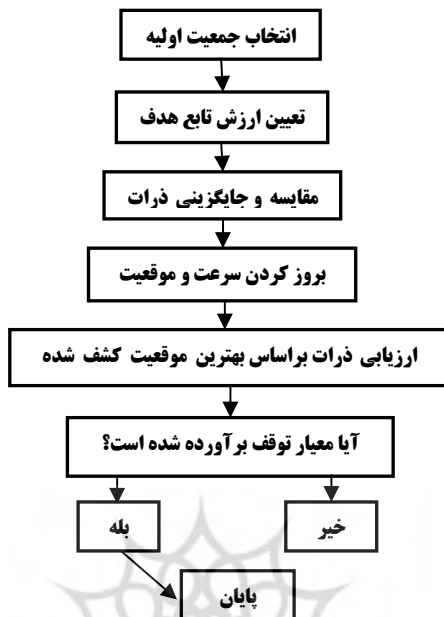 انتخاب جمعیت اولیه
تعیین ارزش تابع هدف
مقایسه و جایگزینی ذرات
بروز کردن سرعت و موقعیت
ارزیابی ذرات براساس بهترین موقعیت کشف شده
آیا معیار توقف برآورده شده است؟
خیر
بله
پایان